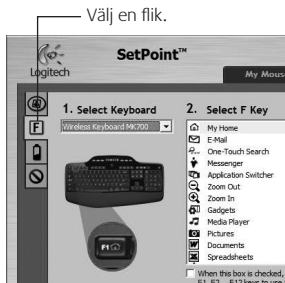 Välj en flik.
SetPoint™
Logitech
My Mous
1. Select Keyboard
2. Select F Key
F
Wireless Keyboard MK700
My Home
E-Mail
One-Touch Search
Messenger
Application Switcher
Zoom Out
Zoom In
Gadgets
Media Player
Pictures
Documents
Spreadsheets
F1
When this box is checked,
F1, F2... F12 keys to use